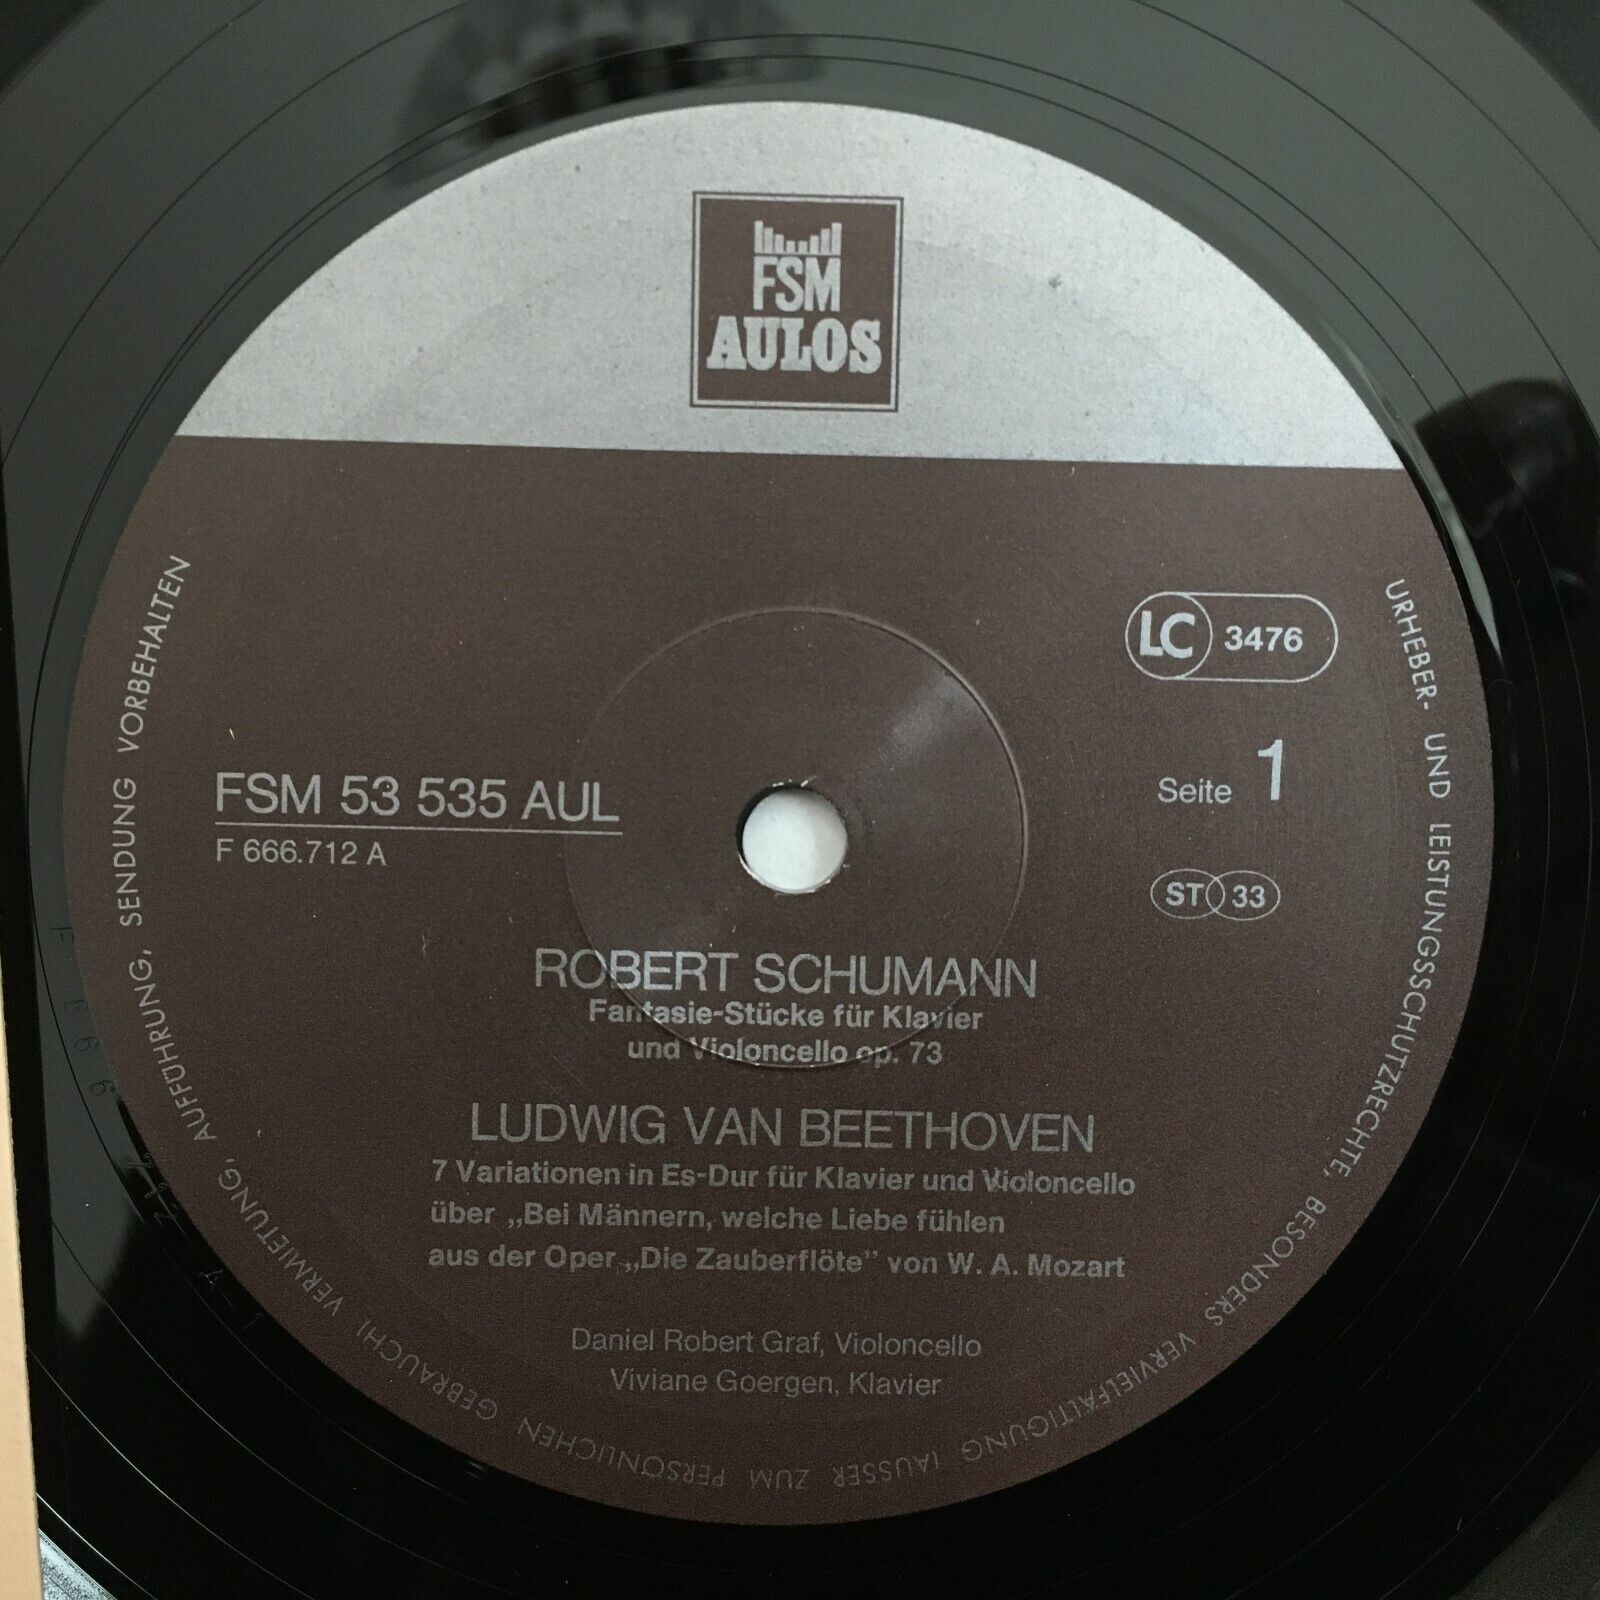 FSM
AULOS
LC 3476
Seite 1
FSM 53 535 AUL
F 666.712 A
ST 33
ROBERT SCHUMANN
Fantasie-Stücke für Klavier
und Violoncello op. 73
LUDWIG VAN BEETHOVEN
7 Variationen in Es-Dur für Klavier und Violoncello
über „Bei Männern, welche Liebe fühlen
aus der Oper „Die Zauberflöte” von W. A. Mozart
Daniel Robert Graf, Violoncello
Viviane Goergen, Klavier
URHEBER- UND LEISTUNGSSCHUTZRECHTE, BESONDERS VERVIELFÄLTIGUNG (AUSSER ZUM PERSÖNLICHEN GEBRAUCH) VERMIETUNG, AUFFÜHRUNG, SENDUNG VORBEHALTEN